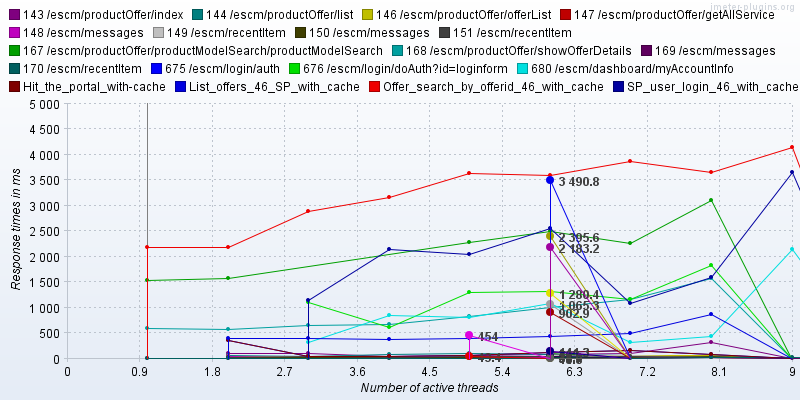 jmeter-plugins.org
143 /escm/productOffer/index 144 /escm/productOffer/list 146 /escm/productOffer/offerList 147 /escm/productOffer/getAllService
148 /escm/messages 149 /escm/recentItem 150 /escm/messages 151 /escm/recentItem
167 /escm/productOffer/productModelSearch/productModelSearch 168 /escm/productOffer/showOfferDetails 169 /escm/messages
170 /escm/recentItem 675 /escm/login/auth 676 /escm/login/doAuth?id=loginform 680 /escm/dashboard/myAccountInfo
Hit_the_portal_with-cache List_offers_46_SP_with_cache Offer_search_by_offerid_46_with_cache SP_user_login_46_with_cache
5 000
4 500
4 000
3 500
3 000
2 500
2 000
1 500
1 000
500
0
Response times in ms
3 490.8
2 395.6
2 183.2
1 280.4
1 065.3
902.9
454
0 0.9 1.8 2.7 3.6 4.5 5.4 6.3 7.2 8.1 9
Number of active threads